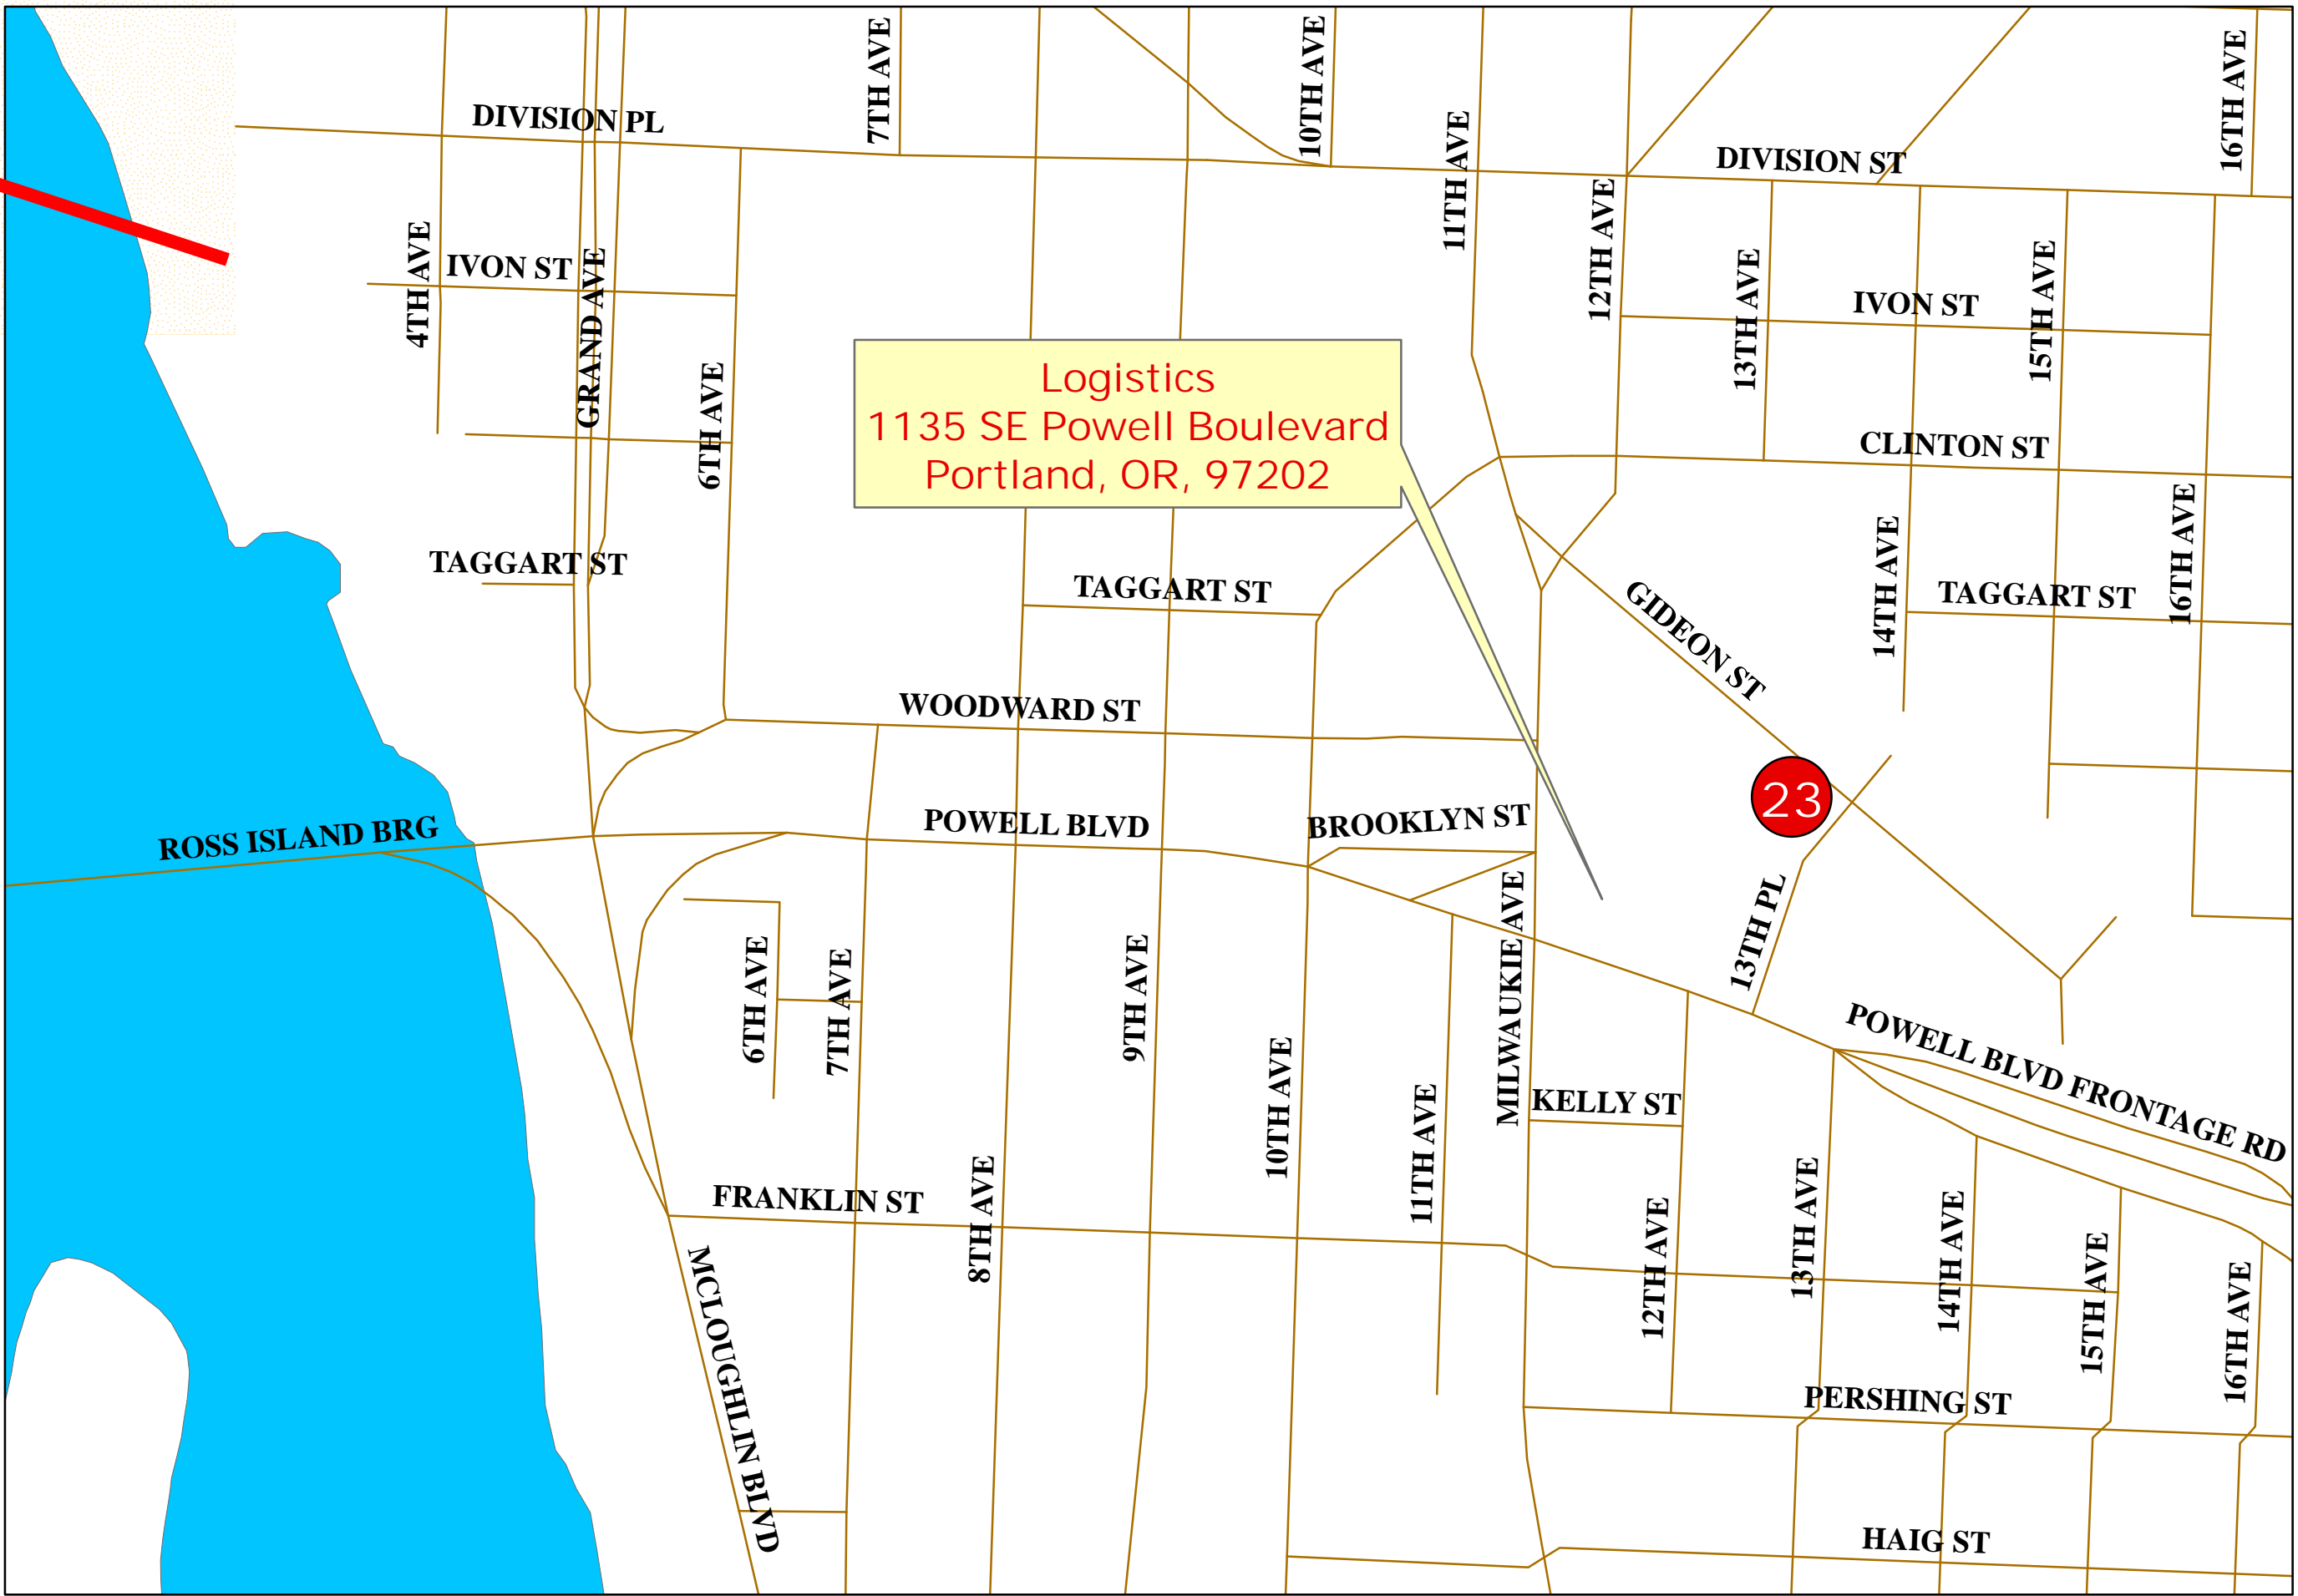 7TH AVE
10TH AVE
16TH AVE
DIVISION PL
11TH AVE
DIVISION ST
12TH AVE
4TH AVE
IVON ST
GRAND AVE
13TH AVE
IVON ST
15TH AVE
6TH AVE
Logistics
1135 SE Powell Boulevard
Portland, OR, 97202
CLINTON ST
14TH AVE
16TH AVE
TAGGART ST
TAGGART ST
GIDEON ST
TAGGART ST
WOODWARD ST
23
ROSS ISLAND BRG
POWELL BLVD
BROOKLYN ST
MILWAUKIE AVE
13TH PL
6TH AVE
7TH AVE
9TH AVE
10TH AVE
POWELL BLVD FRONTAGE RD
11TH AVE
KELLY ST
8TH AVE
FRANKLIN ST
12TH AVE
13TH AVE
14TH AVE
15TH AVE
16TH AVE
MCLOUGHLIN BLVD
PERSHING ST
HAIG ST